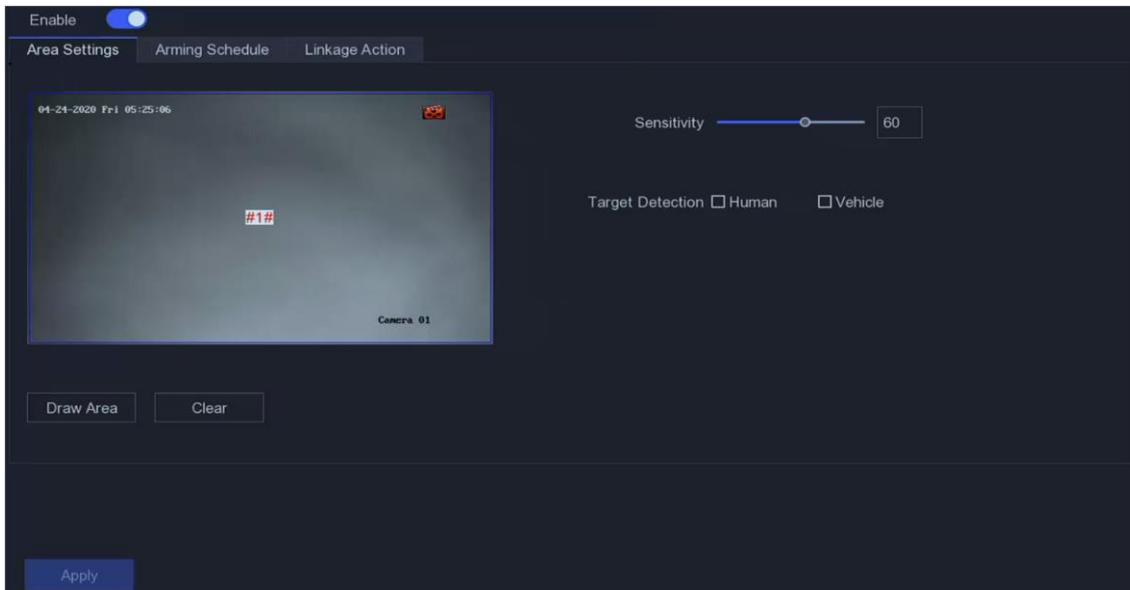 Enable
Area Settings Arming Schedule Linkage Action
04-24-2020 Fri 05:25:06
Sensitivity 60
Target Detection Human Vehicle
#1#
Camera 01
Draw Area Clear
Apply